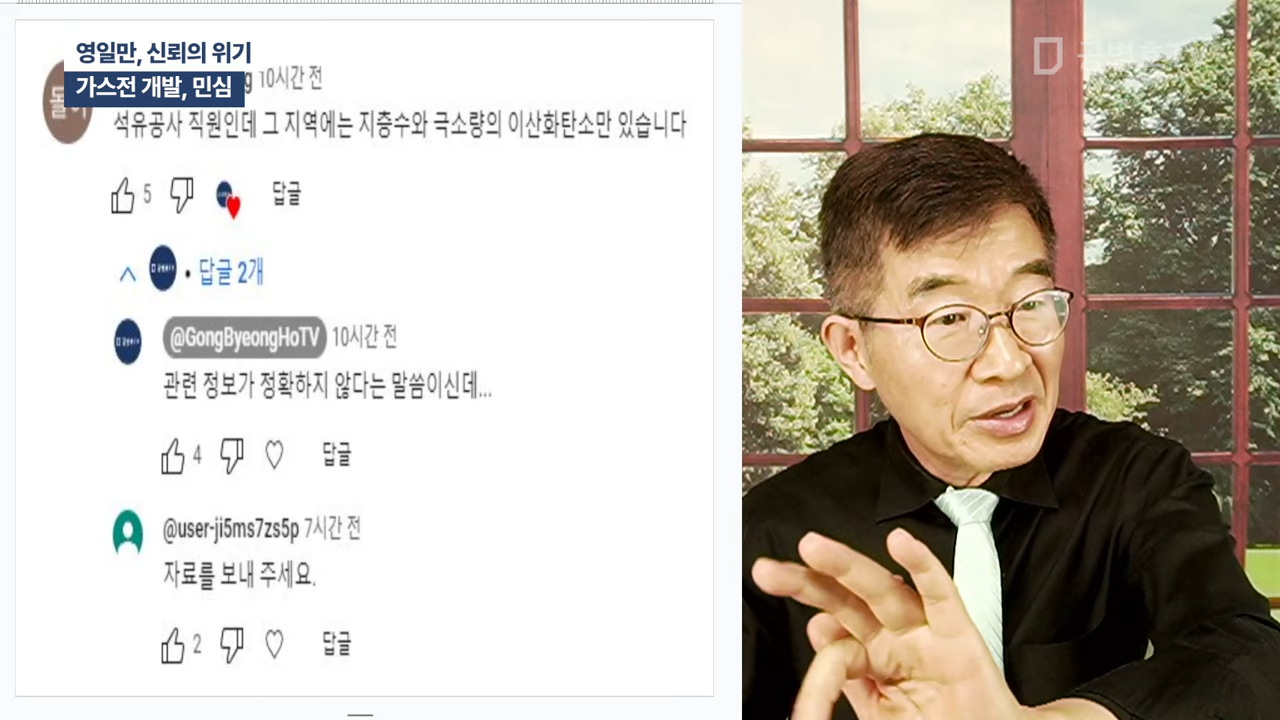 영일만, 신뢰의 위기
가스전 개발, 민심
10시간 전
석유공사 직원인데 그 지역에는 지층수와 극소량의 이산화탄소만 있습니다
5
답글
답글 2개
@GongByeongHoTV 10시간 전
관련 정보가 정확하지 않다는 말씀이신데...
4
답글
@user-ji5ms7zs5p 7시간 전
자료를 보내 주세요.
2
답글